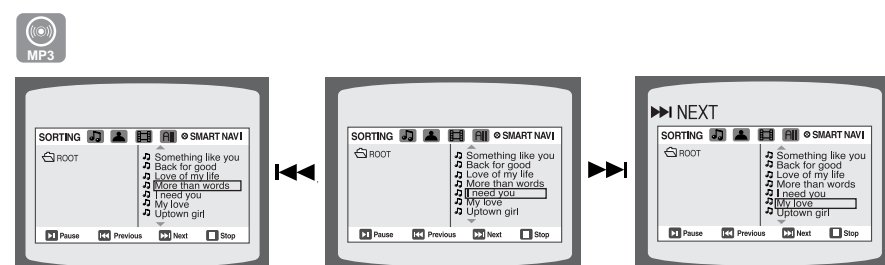 MP3
SORTING All SMART NAVI
ROOT
Something like you
Back for good
Love of my life
More than words
I need you
My love
Uptown girl
Pause Previous Next Stop
SORTING All SMART NAVI
ROOT
Something like you
Back for good
Love of my life
More than words
I need you
My love
Uptown girl
Pause Previous Next Stop
NEXT
SORTING All SMART NAVI
ROOT
Something like you
Back for good
Love of my life
More than words
I need you
My love
Uptown girl
Pause Previous Next Stop